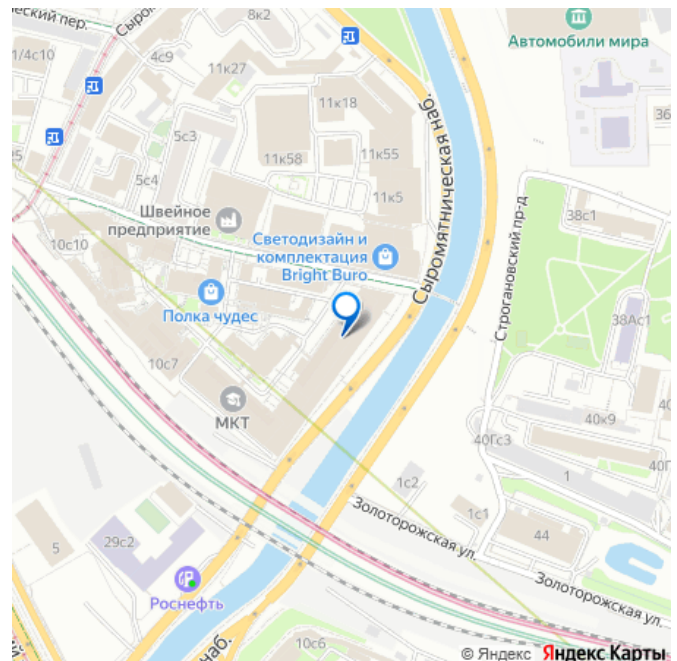 8к2
еский пер.
Автомобили мира
1/4с10
4с9
11к27
11к18
36
5с3
11к58
11к55
5с4
11к5
Швейное
предприятие
Сыромятническая наб.
Строгановский пр-д
38с1
10с10
Светодизайн и
комплектация
Bright Buro
Полка чудес
38Ас1
10с7
МКТ
40к9
40Гс3
40Г
1
1с2
1с1
Золоторожская ул.
44
29с2
5
Роснефть
Золоторожская ул.
10с6
наб.
© Яндекс Яндекс Карты